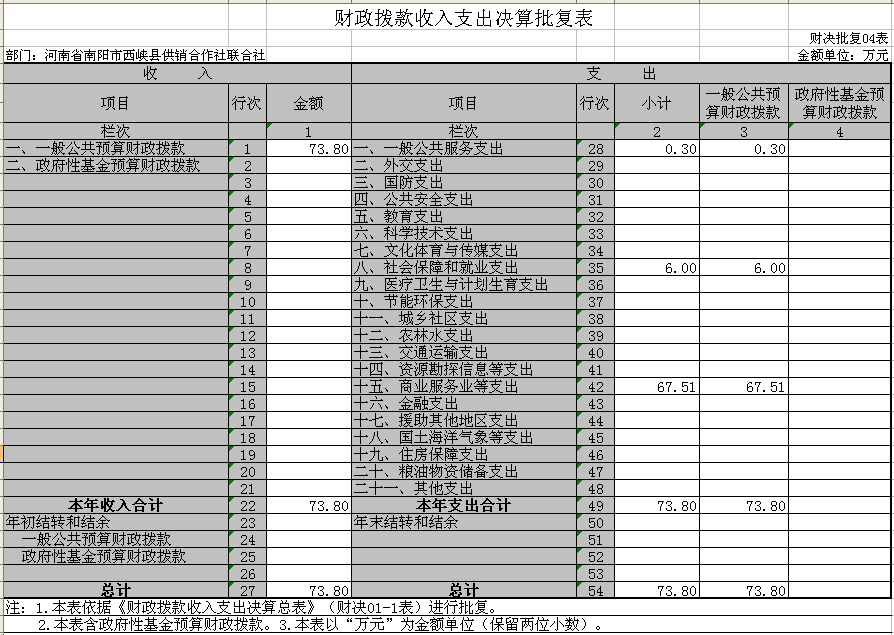 财政拨款收入支出决算批复表
财决批复04表
部门：河南省南阳市西峡县供销合作社联合社 金额单位：万元
收 入 支 出
项目 行次 金额 项目 行次 小计 一般公共预算财政拨款 政府性基金预算财政拨款
栏次 1 栏次 2 3 4
一、一般公共预算财政拨款 1 73.80 一、一般公共服务支出 28 0.30 0.30
二、政府性基金预算财政拨款 2 二、外交支出 29
3 三、国防支出 30
4 四、公共安全支出 31
5 五、教育支出 32
6 六、科学技术支出 33
7 七、文化体育与传媒支出 34
8 八、社会保障和就业支出 35 6.00 6.00
9 九、医疗卫生与计划生育支出 36
10 十、节能环保支出 37
11 十一、城乡社区支出 38
12 十二、农林水支出 39
13 十三、交通运输支出 40
14 十四、资源勘探信息等支出 41
15 十五、商业服务业等支出 42 67.51 67.51
16 十六、金融支出 43
17 十七、援助其他地区支出 44
18 十八、国土海洋气象等支出 45
19 十九、住房保障支出 46
20 二十、粮油物资储备支出 47
21 二十一、其他支出 48
本年收入合计 22 73.80 本年支出合计 49 73.80 73.80
年初结转和结余 23 年末结转和结余 50
一般公共预算财政拨款 24 51
政府性基金预算财政拨款 25 52
26 53
总计 27 73.80 总计 54 73.80 73.80
注：1.本表依据《财政拨款收入支出决算总表》（财决01-1表）进行批复。
2.本表含政府性基金预算财政拨款。3.本表以“万元”为金额单位（保留两位小数）。